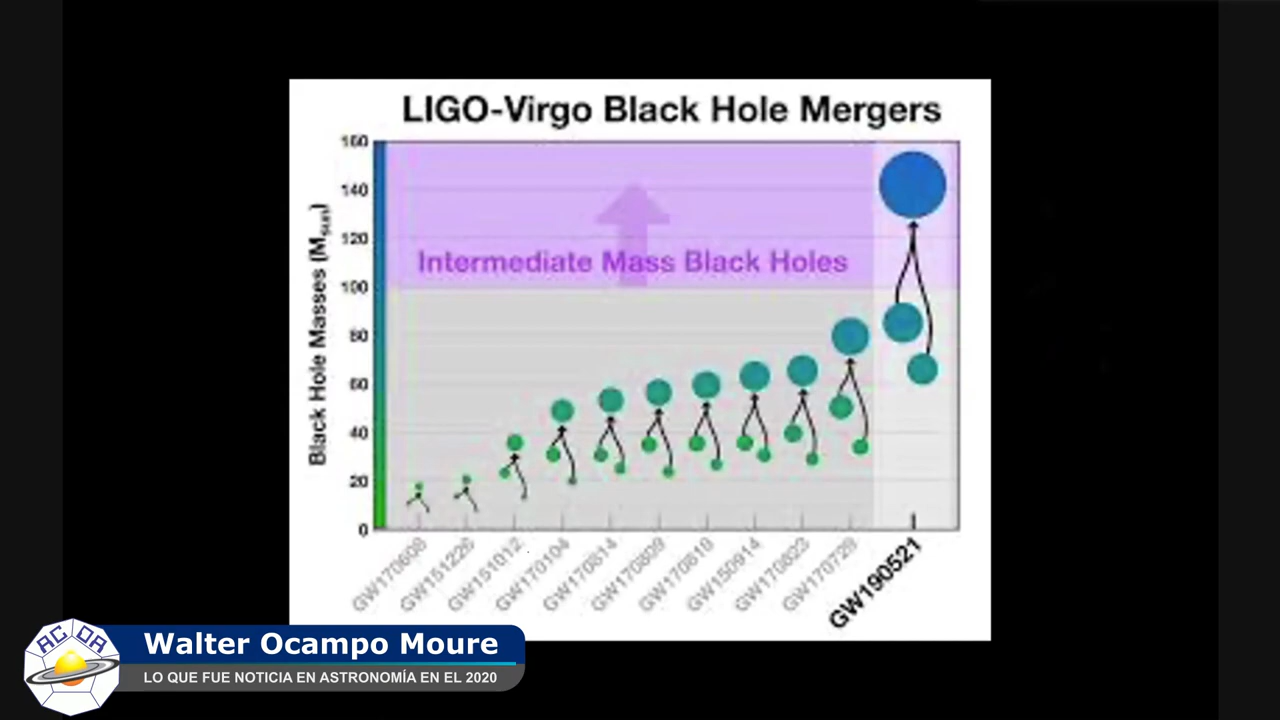 LIGO-Virgo Black Hole Mergers
Black Hole Masses (Msun)
160
140
120
100
80
60
40
20
0
Intermediate Mass Black Holes
GW170608
GW151226
GW151012
GW170104
GW170814
GW170809
GW170818
GW150914
GW170823
GW170729
GW190521
ACODA
Walter Ocampo Moure
LO QUE FUE NOTICIA EN ASTRONOMÍA EN EL 2020